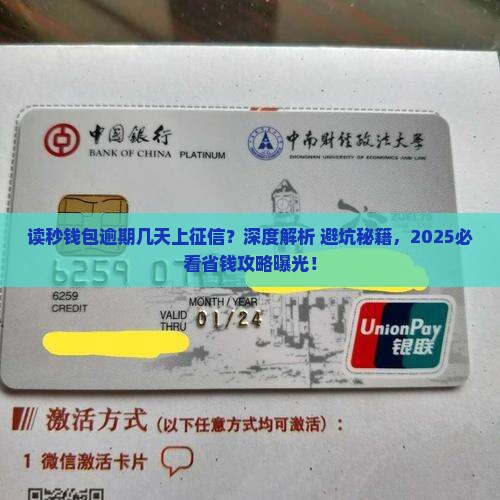 中国銀行
BANK OF CHINA PLATINUM
中南财经政法大学
ZHONGNAN UNIVERSITY OF ECONOMICS AND LAW
读秒钱包逾期几天上征信？深度解析 避坑秘籍，2025必
看省钱攻略曝光！
6259
6259
CREDIT
MONTH / YEAR
VALID
THRU
01/24
UnionPay
银联
激活方式（以下任意方式均可激活）：
1 微信激活卡片